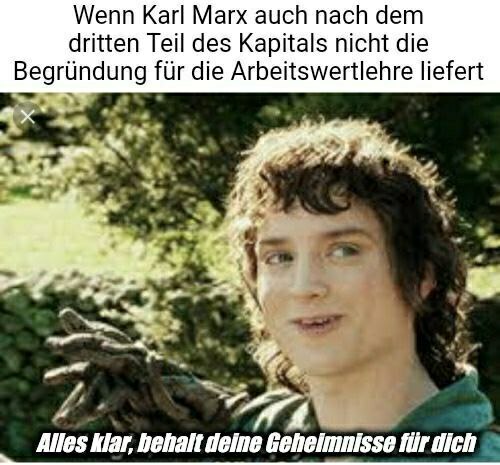 Wenn Karl Marx auch nach dem
dritten Teil des Kapitals nicht die
Begründung für die Arbeitswertlehre liefert
Alles klar, behalt deine Geheimnisse für dich